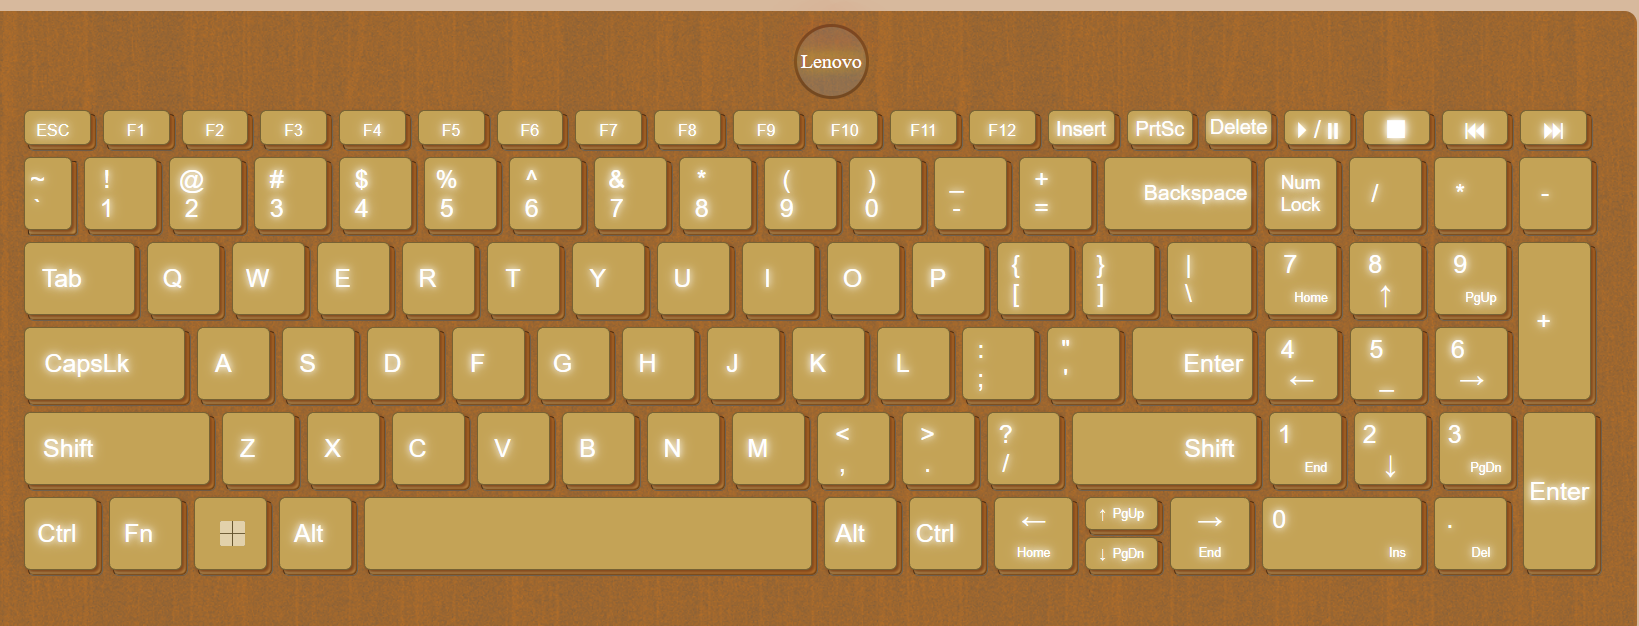 Lenovo
ESC F1 F2 F3 F4 F5 F6 F7 F8 F9 F10 F11 F12 Insert PrtSc Delete /
~ ! @ # $ % ^ & * ( ) _ + Backspace Num / * -
` 1 2 3 4 5 6 7 8 9 0 - = Lock
Tab Q W E R T Y U I O P { } | 7 8 9
[ ] \ Home ↑ PgUp
+
CapsLk A S D F G H J K L : " Enter 4 5 6
; ' ← _ →
Shift Z X C V B N M < > ? Shift 1 2 3
, . / End ↓ PgDn
Enter
Ctrl Fn Alt Alt Ctrl ← ↑ PgUp → 0 .
Home ↓ PgDn End Ins Del